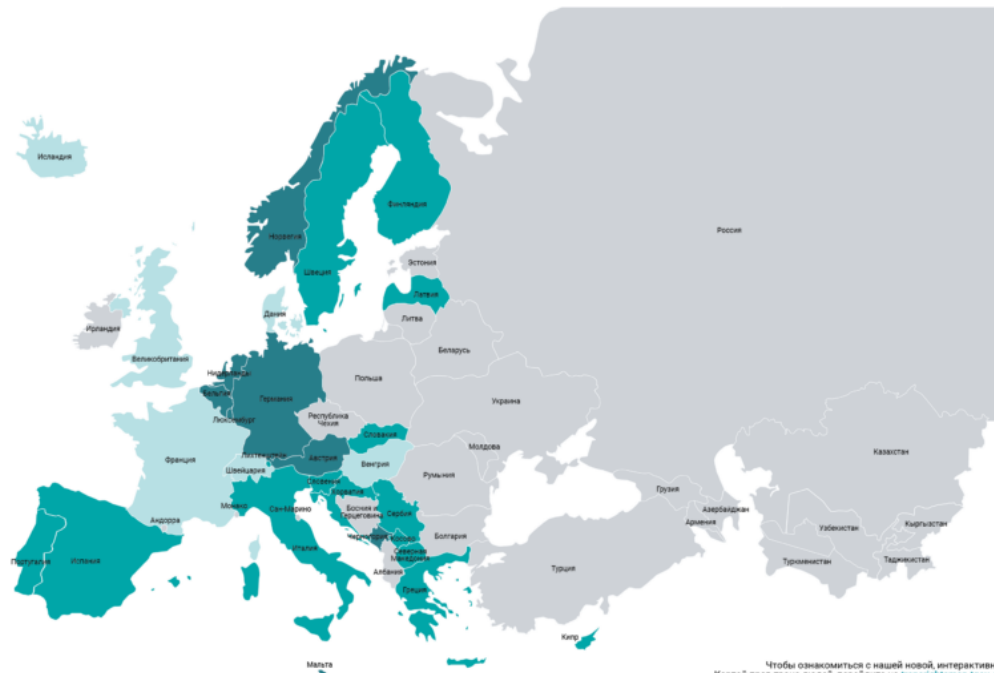 Исландия
Норвегия
Финляндия
Швеция
Россия
Эстония
Латвия
Литва
Дания
Ирландия
Великобритания
Нидерланды
Бельгия
Германия
Люксембург
Польша
Беларусь
Украина
Республика
Чехия
Словакия
Молдова
Казахстан
Франция
Лихтенштейн
Австрия
Швейцария
Венгрия
Румыния
Словения
Хорватия
Монако
Сан-Марино
Босния и
Герцеговина
Сербия
Грузия
Азербайджан
Армения
Узбекистан
Кыргызстан
Андорра
Черногория
Косово
Болгария
Португалия
Испания
Италия
Северная
Македония
Албания
Турция
Туркменистан
Таджикистан
Греция
Кипр
Мальта
Чтобы ознакомиться с нашей новой, интерактивн